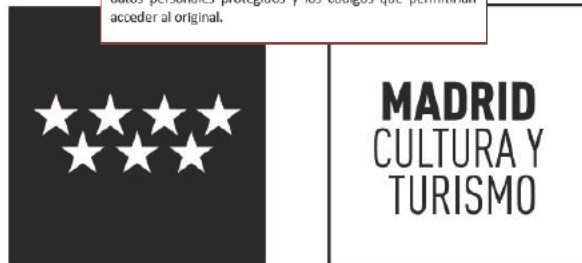 datos personales protegidos y los códigos que permitirían
acceder al original.
MADRID
CULTURA Y
TURISMO